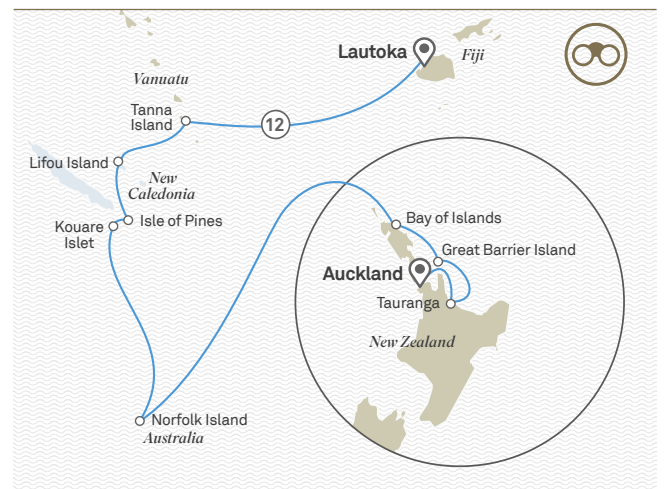 Lautoka
Fiji
Vanuatu
Tanna
Island
12
Lifou Island
New
Caledonia
Isle of Pines
Kouare
Islet
Bay of Islands
Great Barrier Island
Auckland
Tauranga
New Zealand
Norfolk Island
Australia